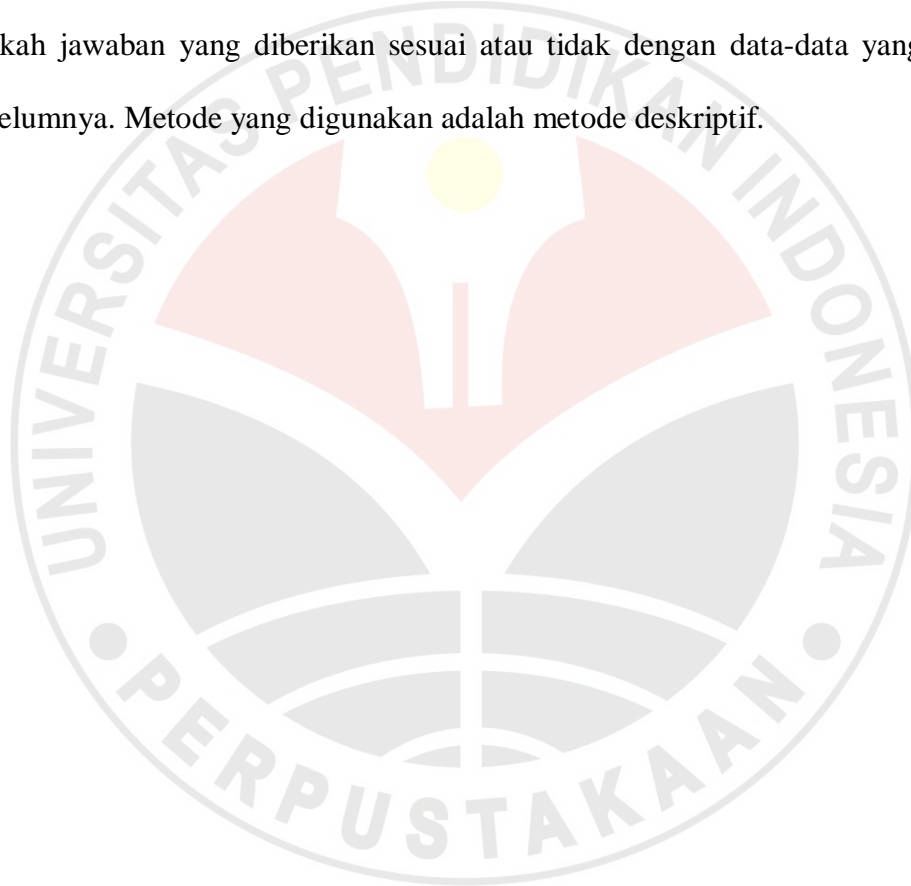 kah jawaban yang diberikan sesuai atau tidak dengan data-data yang
elumnya. Metode yang digunakan adalah metode deskriptif.
UNIVERSITAS PENDIDIKAN INDONESIA
PERPUSTAKAAN